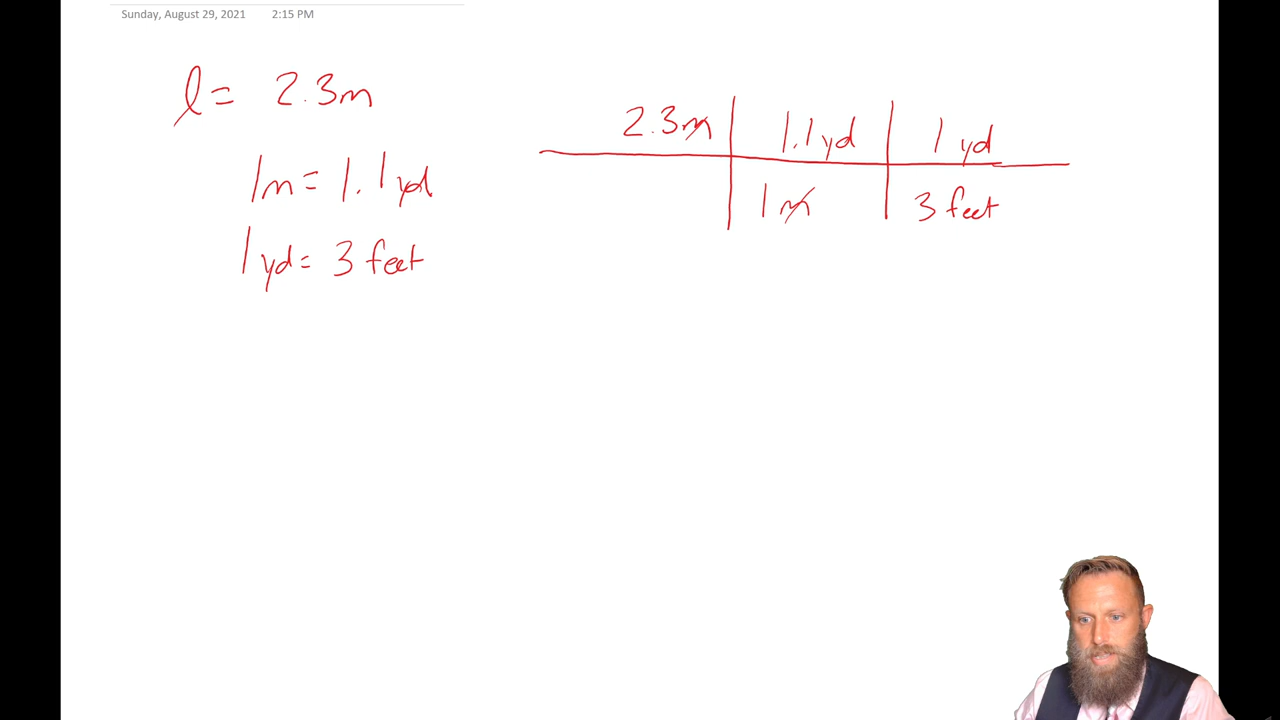 Sunday, August 29, 2021 2:15 PM
l = 2.3m
1m = 1.1yd
1yd = 3 feet
2.3m 1.1yd 1 yd
1m 3 feet